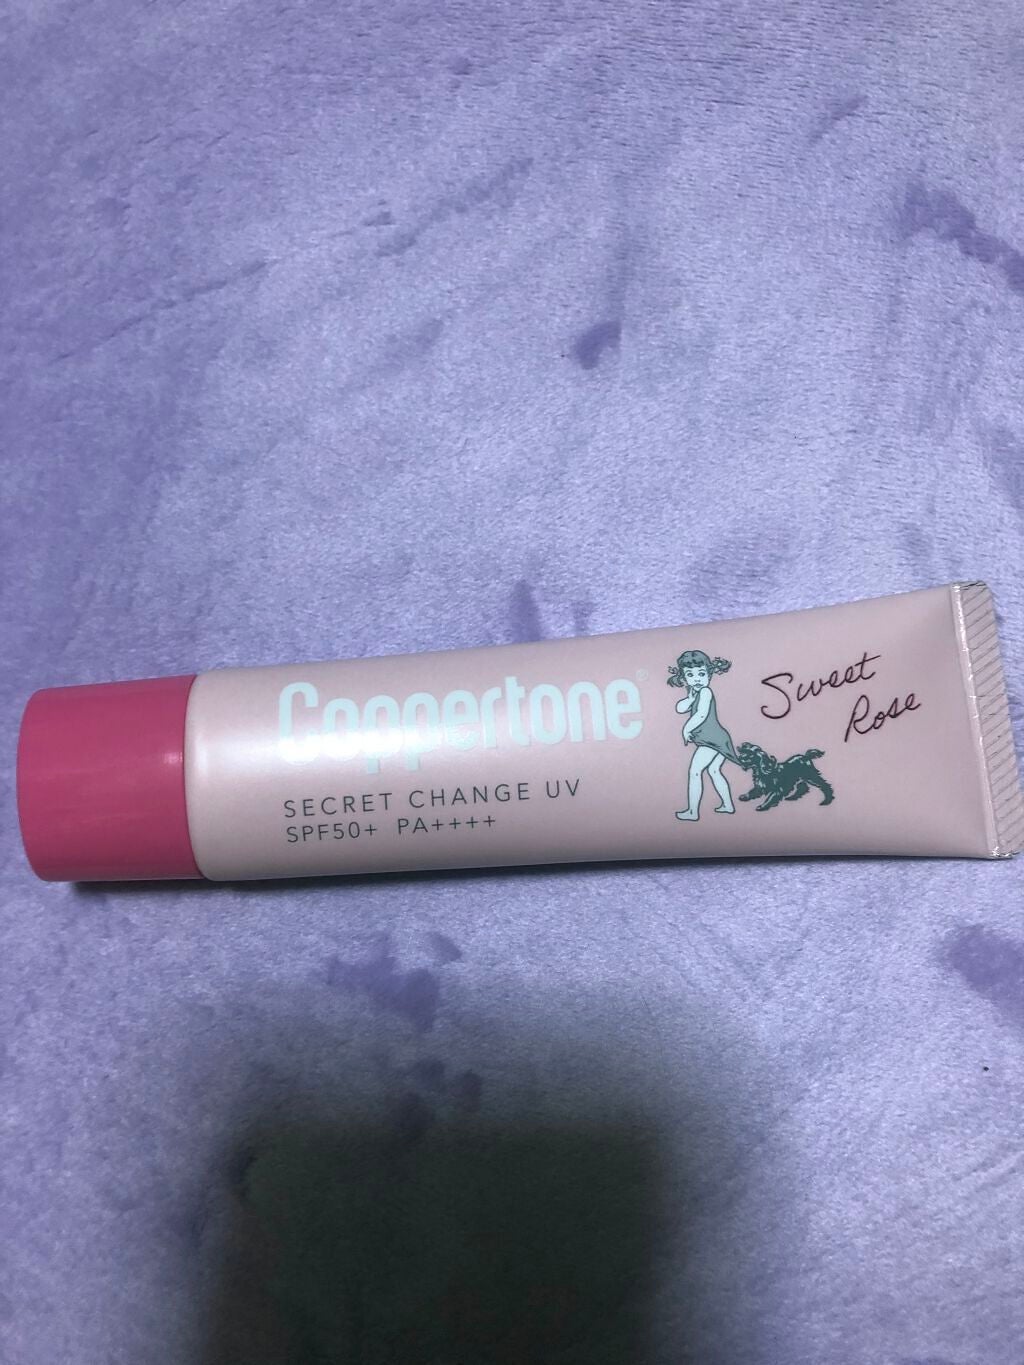 Coppertone®
SECRET CHANGE UV
SPF50+ PA++++
Sweet
Rose